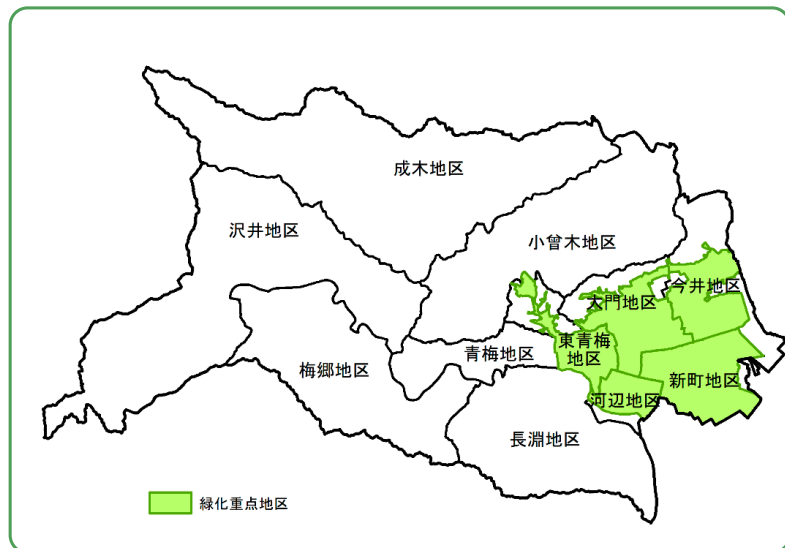 成木地区
沢井地区
小曾木地区
今井地区
大門地区
東青梅
地区
青梅地区
梅郷地区
新町地区
河辺地区
長淵地区
緑化重点地区